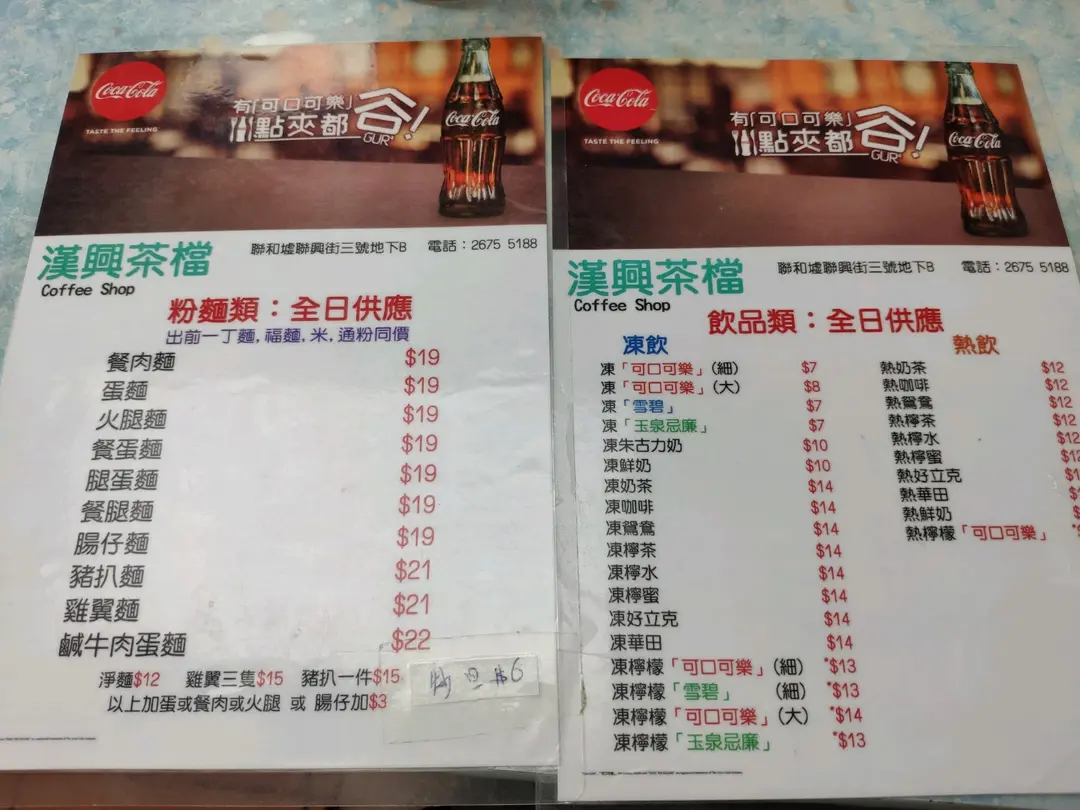 Coca-Cola
TASTE THE FEELING
有「可口可樂」
點夾都
谷!
GUR
Coca-Cola
漢興茶檔
Coffee Shop
聯和墟聯興街三號地下B 電話：2675 5188
粉麵類：全日供應
出前一丁麵,福麵,米,通粉同價
餐肉麵 $19
蛋麵 $19
火腿麵 $19
餐蛋麵 $19
腿蛋麵 $19
餐腿麵 $19
腸仔麵 $19
豬扒麵 $21
雞翼麵 $21
鹹牛肉蛋麵 $22
淨麵$12 雞翼三隻$15 豬扒一件$15
$6
以上加蛋或餐肉或火腿 或 腸仔加$3
Coca-Cola
TASTE THE FEELING
有「可口可樂」
點夾都
谷!
GUR
Coca-Cola
漢興茶檔
Coffee Shop
聯和墟聯興街三號地下B 電話：2675 5188
飲品類：全日供應
凍飲
凍「可口可樂」(細) $7
凍「可口可樂」(大) $8
凍「雪碧」 $7
凍「玉泉忌廉」 $7
凍朱古力奶 $10
凍鮮奶 $10
凍奶茶 $14
凍咖啡 $14
凍鴛鴦 $14
凍檸茶 $14
凍檸水 $14
凍檸蜜 $14
凍好立克 $14
凍華田 $14
凍檸檬「可口可樂」(細) *$13
凍檸檬「雪碧」 (細) *$13
凍檸檬「可口可樂」(大) *$14
凍檸檬「玉泉忌廉」 *$13
熱飲
熱奶茶 $12
熱咖啡 $12
熱鴛鴦 $12
熱檸茶 $12
熱檸水 $12
熱檸蜜
熱好立克
熱華田
熱鮮奶
熱檸檬「可口可樂」